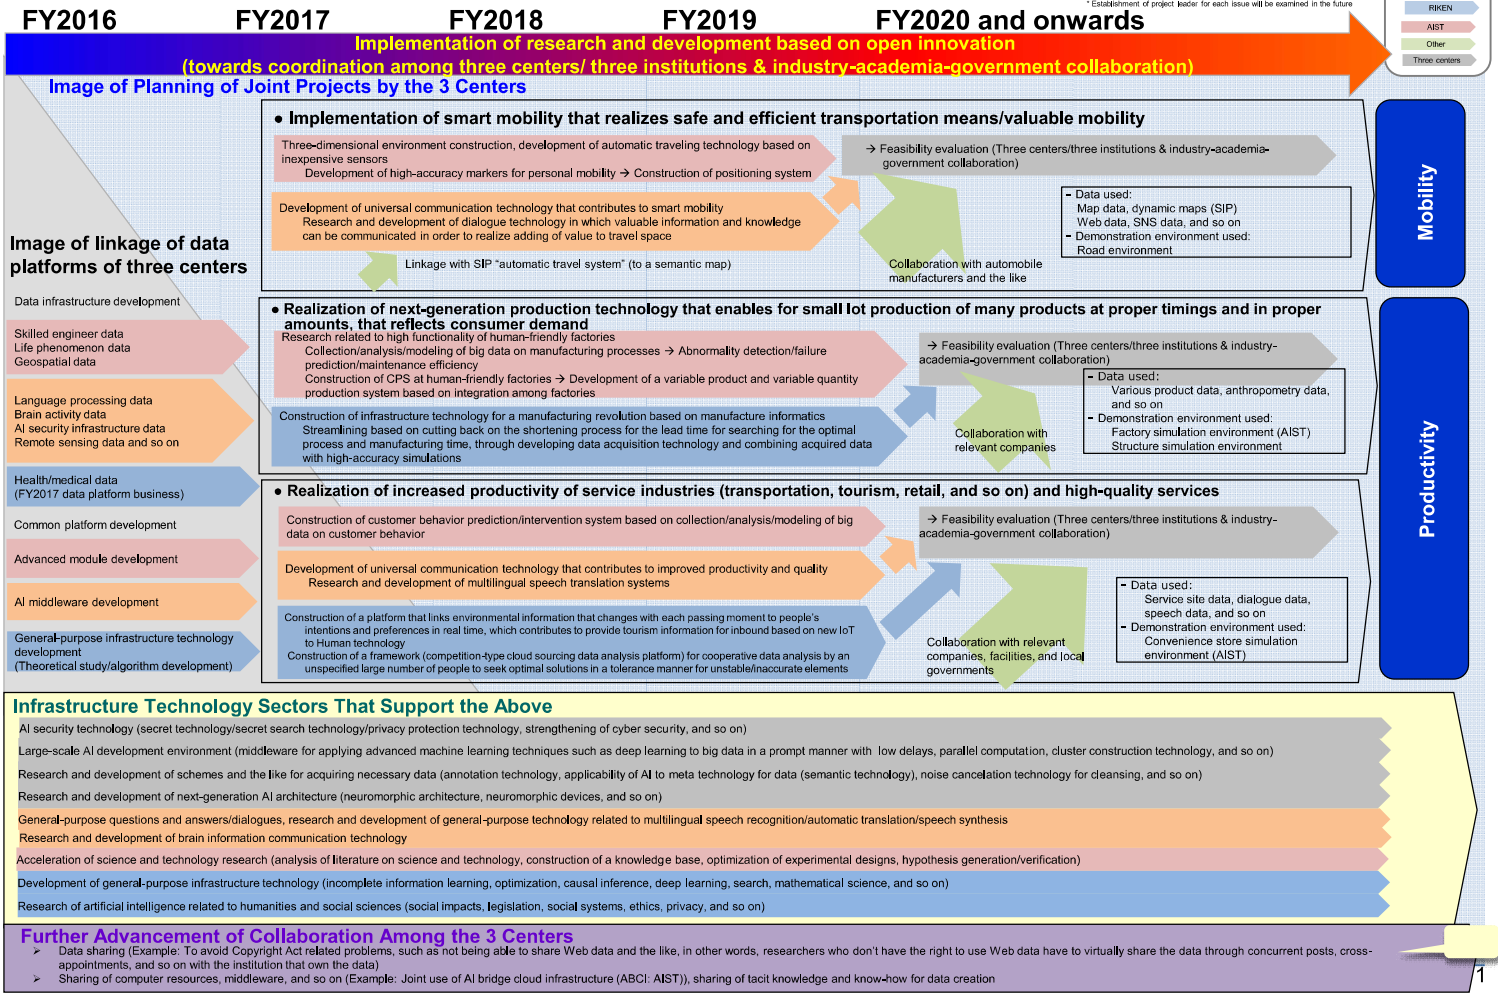 * Establishment of project leader for each issue will be examined in the future
FY2016
FY2017
FY2018
FY2019
FY2020 and onwards
RIKEN
AIST
Other
Three centers
Implementation of research and development based on open innovation
(towards coordination among three centers/ three institutions & industry-academia-government collaboration)
Image of Planning of Joint Projects by the 3 Centers
● Implementation of smart mobility that realizes safe and efficient transportation means/valuable mobility
Three-dimensional environment construction, development of automatic traveling technology based on
inexpensive sensors
Development of high-accuracy markers for personal mobility → Construction of positioning system
→ Feasibility evaluation (Three centers/three institutions & industry-academia-
government collaboration)
Development of universal communication technology that contributes to smart mobility
Research and development of dialogue technology in which valuable information and knowledge
can be communicated in order to realize adding of value to travel space
Linkage with SIP “automatic travel system” (to a semantic map)
Collaboration with automobile
manufacturers and the like
- Data used:
Map data, dynamic maps (SIP)
Web data, SNS data, and so on
- Demonstration environment used:
Road environment
Mobility
Image of linkage of data
platforms of three centers
Data infrastructure development
Skilled engineer data
Life phenomenon data
Geospatial data
Language processing data
Brain activity data
AI security infrastructure data
Remote sensing data and so on
Health/medical data
(FY2017 data platform business)
Common platform development
Advanced module development
AI middleware development
General-purpose infrastructure technology
development
(Theoretical study/algorithm development)
● Realization of next-generation production technology that enables for small lot production of many products at proper timings and in proper
amounts, that reflects consumer demand
Research related to high functionality of human-friendly factories
Collection/analysis/modeling of big data on manufacturing processes → Abnormality detection/failure
prediction/maintenance efficiency
Construction of CPS at human-friendly factories → Development of a variable product and variable quantity
production system based on integration among factories
→ Feasibility evaluation (Three centers/three institutions & industry-
academia-government collaboration)
Construction of infrastructure technology for a manufacturing revolution based on manufacture informatics
Streamlining based on cutting back on the shortening process for the lead time for searching for the optimal
process and manufacturing time, through developing data acquisition technology and combining acquired data
with high-accuracy simulations
Collaboration with
relevant companies
- Data used:
Various product data, anthropometry data,
and so on
- Demonstration environment used:
Factory simulation environment (AIST)
Structure simulation environment
Productivity
● Realization of increased productivity of service industries (transportation, tourism, retail, and so on) and high-quality services
Construction of customer behavior prediction/intervention system based on collection/analysis/modeling of big
data on customer behavior
→ Feasibility evaluation (Three centers/three institutions & industry-
academia-government collaboration)
Development of universal communication technology that contributes to improved productivity and quality
Research and development of multilingual speech translation systems
Construction of a platform that links environmental information that changes with each passing moment to people’s
intentions and preferences in real time, which contributes to provide tourism information for inbound based on new IoT
to Human technology
Construction of a framework (competition-type cloud sourcing data analysis platform) for cooperative data analysis by an
unspecified large number of people to seek optimal solutions in a tolerance manner for unstable/inaccurate elements
Collaboration with relevant
companies, facilities, and local
governments
- Data used:
Service site data, dialogue data,
speech data, and so on
- Demonstration environment used:
Convenience store simulation
environment (AIST)
Infrastructure Technology Sectors That Support the Above
AI security technology (secret technology/secret search technology/privacy protection technology, strengthening of cyber security, and so on)
Large-scale AI development environment (middleware for applying advanced machine learning techniques such as deep learning to big data in a prompt manner with low delays, parallel computation, cluster construction technology, and so on)
Research and development of schemes and the like for acquiring necessary data (annotation technology, applicability of AI to meta technology for data (semantic technology), noise cancelation technology for cleansing, and so on)
Research and development of next-generation AI architecture (neuromorphic architecture, neuromorphic devices, and so on)
General-purpose questions and answers/dialogues, research and development of general-purpose technology related to multilingual speech recognition/automatic translation/speech synthesis
Research and development of brain information communication technology
Acceleration of science and technology research (analysis of literature on science and technology, construction of a knowledge base, optimization of experimental designs, hypothesis generation/verification)
Development of general-purpose infrastructure technology (incomplete information learning, optimization, causal inference, deep learning, search, mathematical science, and so on)
Research of artificial intelligence related to humanities and social sciences (social impacts, legislation, social systems, ethics, privacy, and so on)
Further Advancement of Collaboration Among the 3 Centers
➢ Data sharing (Example: To avoid Copyright Act related problems, such as not being able to share Web data and the like, in other words, researchers who don’t have the right to use Web data have to virtually share the data through concurrent posts, cross-
appointments, and so on with the institution that own the data)
➢ Sharing of computer resources, middleware, and so on (Example: Joint use of AI bridge cloud infrastructure (ABCI: AIST)), sharing of tacit knowledge and know-how for data creation
1